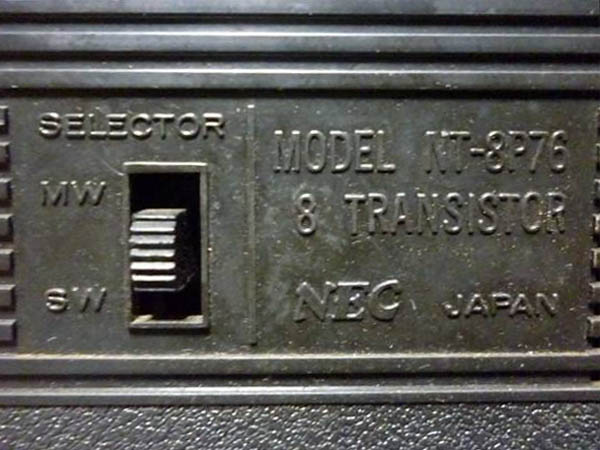 SELECTOR
MW
SW
MODEL NT-8P76
8 TRANSISTOR
NEC JAPAN